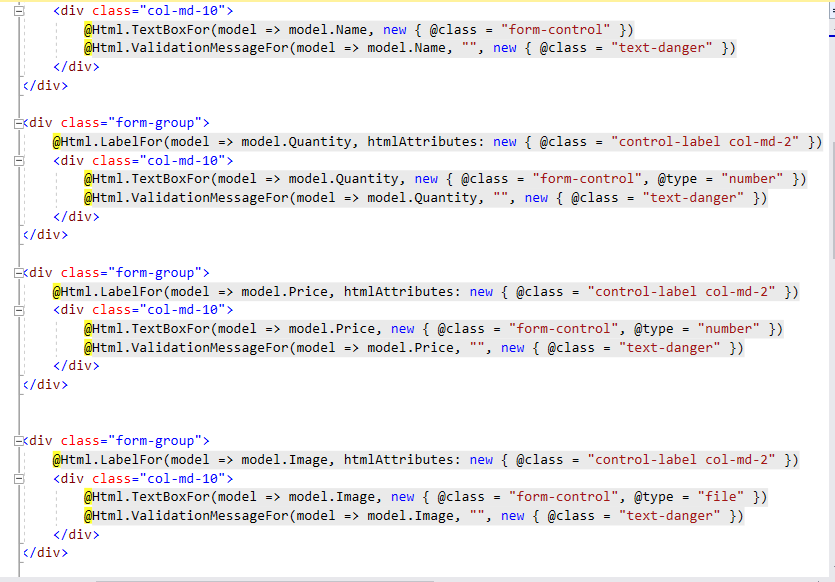 <div class="col-md-10">
@Html.TextBoxFor(model => model.Name, new { @class = "form-control" })
@Html.ValidationMessageFor(model => model.Name, "", new { @class = "text-danger" })
</div>
</div>
<div class="form-group">
@Html.LabelFor(model => model.Quantity, htmlAttributes: new { @class = "control-label col-md-2" })
<div class="col-md-10">
@Html.TextBoxFor(model => model.Quantity, new { @class = "form-control", @type = "number" })
@Html.ValidationMessageFor(model => model.Quantity, "", new { @class = "text-danger" })
</div>
</div>
<div class="form-group">
@Html.LabelFor(model => model.Price, htmlAttributes: new { @class = "control-label col-md-2" })
<div class="col-md-10">
@Html.TextBoxFor(model => model.Price, new { @class = "form-control", @type = "number" })
@Html.ValidationMessageFor(model => model.Price, "", new { @class = "text-danger" })
</div>
</div>
<div class="form-group">
@Html.LabelFor(model => model.Image, htmlAttributes: new { @class = "control-label col-md-2" })
<div class="col-md-10">
@Html.TextBoxFor(model => model.Image, new { @class = "form-control", @type = "file" })
@Html.ValidationMessageFor(model => model.Image, "", new { @class = "text-danger" })
</div>
</div>